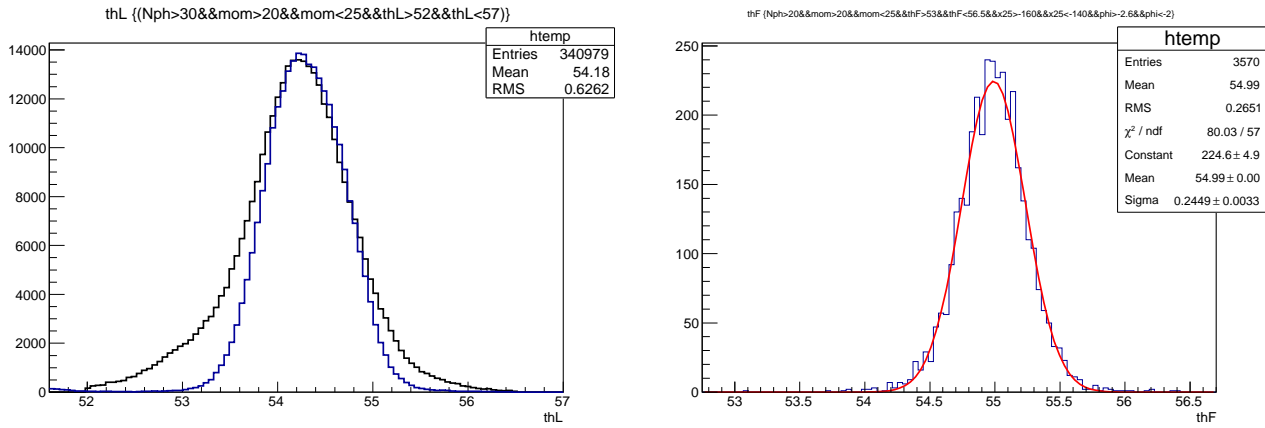 thL {(Nph>30&&mom>20&&mom<25&&thL>52&&thL<57)}
htemp
Entries 340979
Mean 54.18
RMS 0.6262
14000
12000
10000
8000
6000
4000
2000
0
52 53 54 55 56 57
thL
thF {Nph>20&&mom>20&&mom<25&&thF>53&&thF<56.5&&x25>-160&&x25<-140&&phi>-2.6&&phi<-2}
htemp
Entries 3570
Mean 54.99
RMS 0.2651
χ² / ndf 80.03 / 57
Constant 224.6 ± 4.9
Mean 54.99 ± 0.00
Sigma 0.2449 ± 0.0033
250
200
150
100
50
0
53 53.5 54 54.5 55 55.5 56 56.5
thF